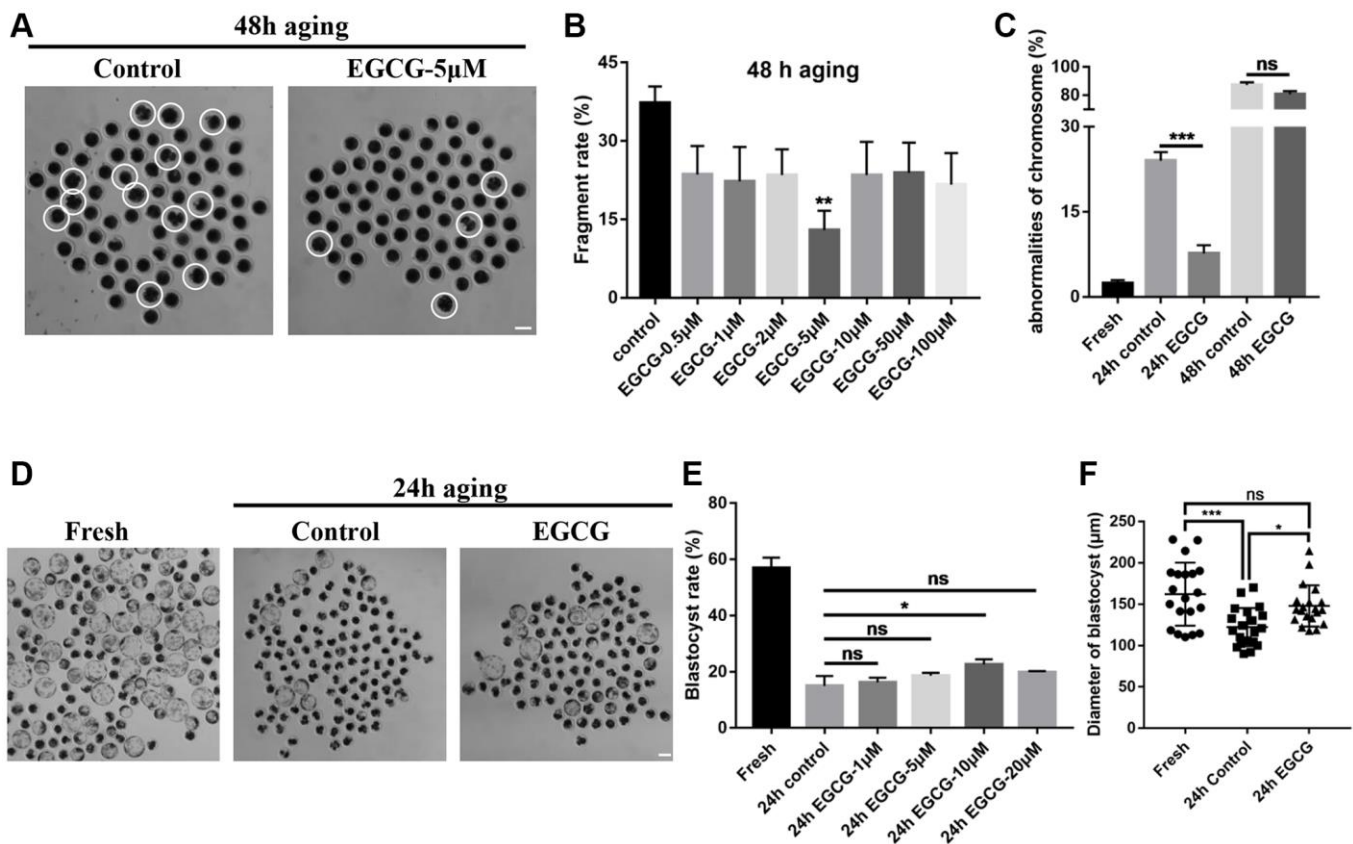 A
48h aging
Control
EGCG-5μM
B
48 h aging
Fragment rate (%)
45
30
15
0
**
control
EGCG-0.5μM
EGCG-1μM
EGCG-2μM
EGCG-5μM
EGCG-10μM
EGCG-50μM
EGCG-100μM
C
abnormalities of chromosome (%)
100
80
60
30
15
0
***
ns
Fresh
24h control
24h EGCG
48h control
48h EGCG
D
24h aging
Fresh
Control
EGCG
E
Blastocyst rate (%)
80
60
40
20
0
ns
*
ns
ns
Fresh
24h control
24h EGCG-1μM
24h EGCG-5μM
24h EGCG-10μM
24h EGCG-20μM
F
Diameter of blastocyst (μm)
250
200
150
100
50
0
ns
***
*
Fresh
24h Control
24h EGCG